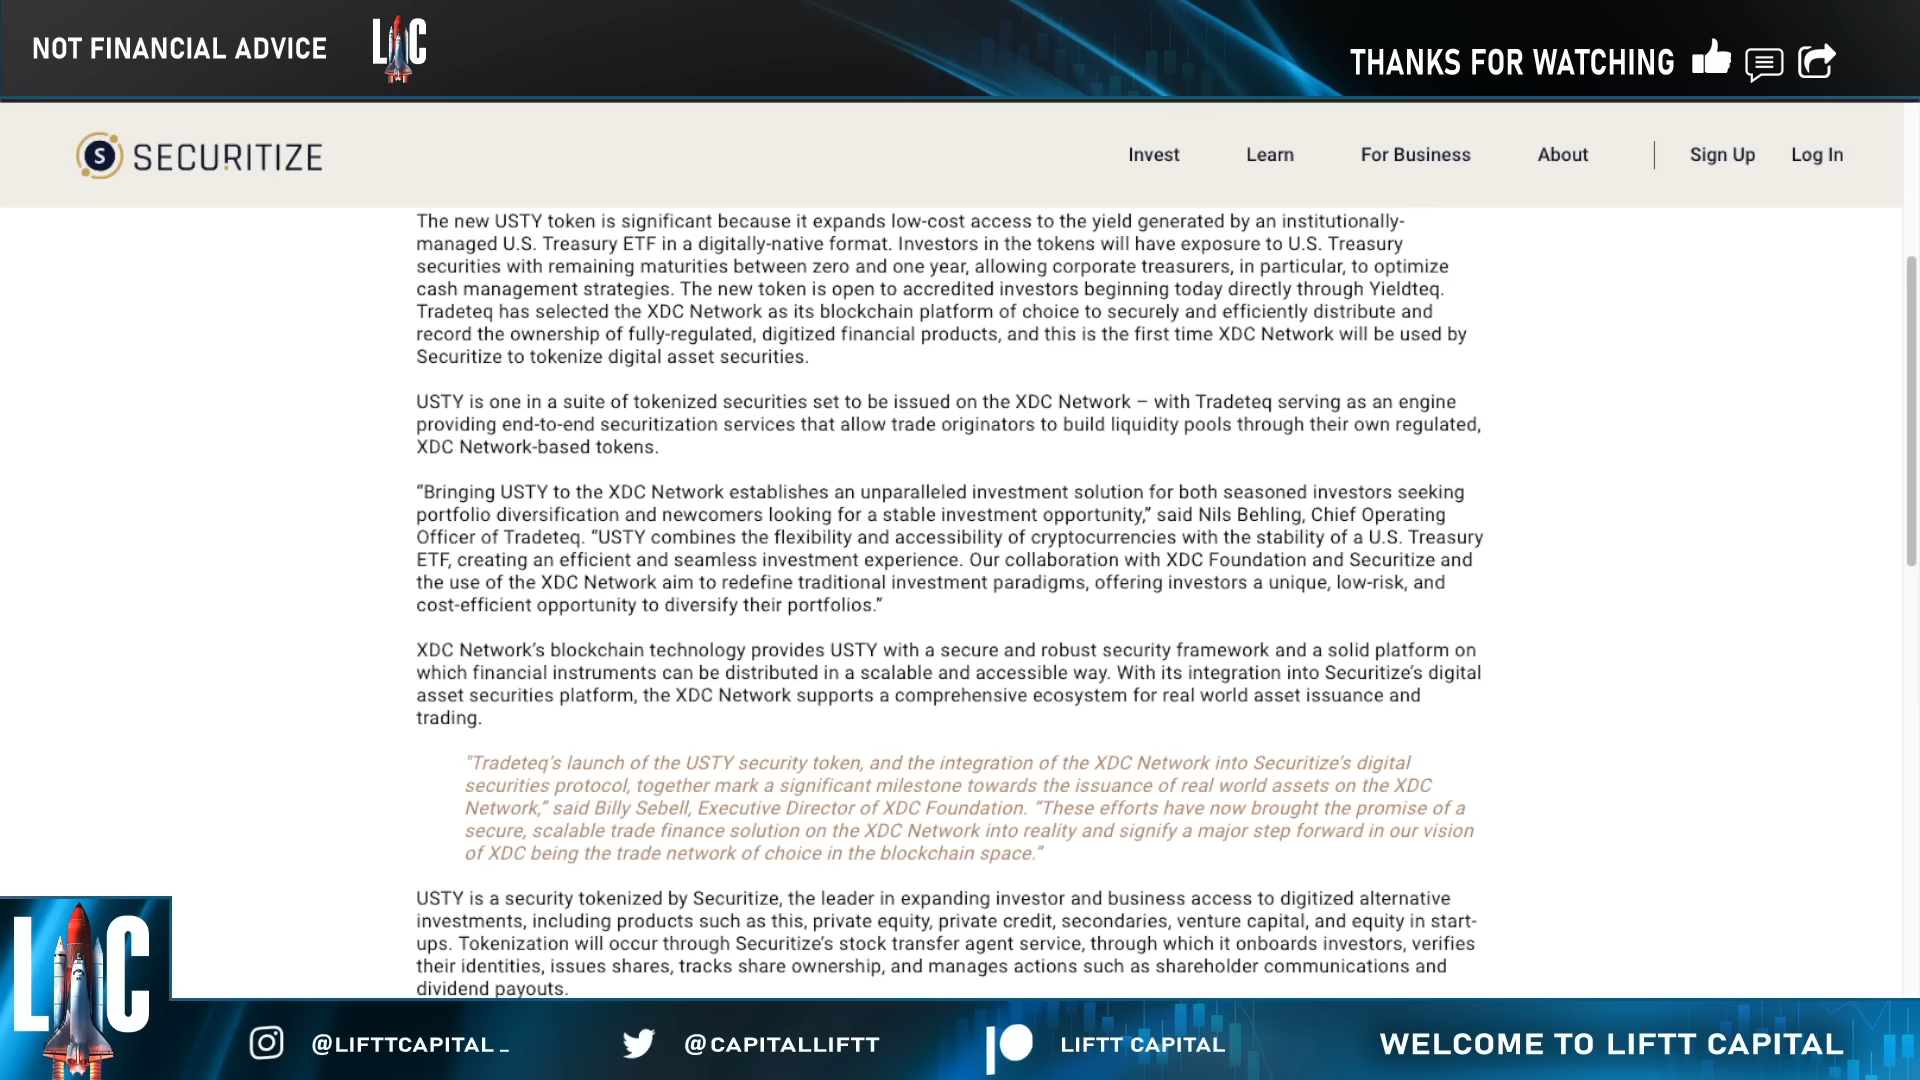 NOT FINANCIAL ADVICE
LC
THANKS FOR WATCHING
S SECURITIZE
Invest Learn For Business About Sign Up Log In
The new USTY token is significant because it expands low-cost access to the yield generated by an institutionally-
managed U.S. Treasury ETF in a digitally-native format. Investors in the tokens will have exposure to U.S. Treasury
securities with remaining maturities between zero and one year, allowing corporate treasurers, in particular, to optimize
cash management strategies. The new token is open to accredited investors beginning today directly through Yieldteq.
Tradeteq has selected the XDC Network as its blockchain platform of choice to securely and efficiently distribute and
record the ownership of fully-regulated, digitized financial products, and this is the first time XDC Network will be used by
Securitize to tokenize digital asset securities.
USTY is one in a suite of tokenized securities set to be issued on the XDC Network – with Tradeteq serving as an engine
providing end-to-end securitization services that allow trade originators to build liquidity pools through their own regulated,
XDC Network-based tokens.
“Bringing USTY to the XDC Network establishes an unparalleled investment solution for both seasoned investors seeking
portfolio diversification and newcomers looking for a stable investment opportunity,” said Nils Behling, Chief Operating
Officer of Tradeteq. “USTY combines the flexibility and accessibility of cryptocurrencies with the stability of a U.S. Treasury
ETF, creating an efficient and seamless investment experience. Our collaboration with XDC Foundation and Securitize and
the use of the XDC Network aim to redefine traditional investment paradigms, offering investors a unique, low-risk, and
cost-efficient opportunity to diversify their portfolios.”
XDC Network’s blockchain technology provides USTY with a secure and robust security framework and a solid platform on
which financial instruments can be distributed in a scalable and accessible way. With its integration into Securitize’s digital
asset securities platform, the XDC Network supports a comprehensive ecosystem for real world asset issuance and
trading.
"Tradeteq’s launch of the USTY security token, and the integration of the XDC Network into Securitize’s digital
securities protocol, together mark a significant milestone towards the issuance of real world assets on the XDC
Network,” said Billy Sebell, Executive Director of XDC Foundation. “These efforts have now brought the promise of a
secure, scalable trade finance solution on the XDC Network into reality and signify a major step forward in our vision
of XDC being the trade network of choice in the blockchain space.”
USTY is a security tokenized by Securitize, the leader in expanding investor and business access to digitized alternative
investments, including products such as this, private equity, private credit, secondaries, venture capital, and equity in start-
ups. Tokenization will occur through Securitize’s stock transfer agent service, through which it onboards investors, verifies
their identities, issues shares, tracks share ownership, and manages actions such as shareholder communications and
dividend payouts.
LC
@LIFTTCAPITAL_
@CAPITALLIFTT
LIFTT CAPITAL
WELCOME TO LIFTT CAPITAL